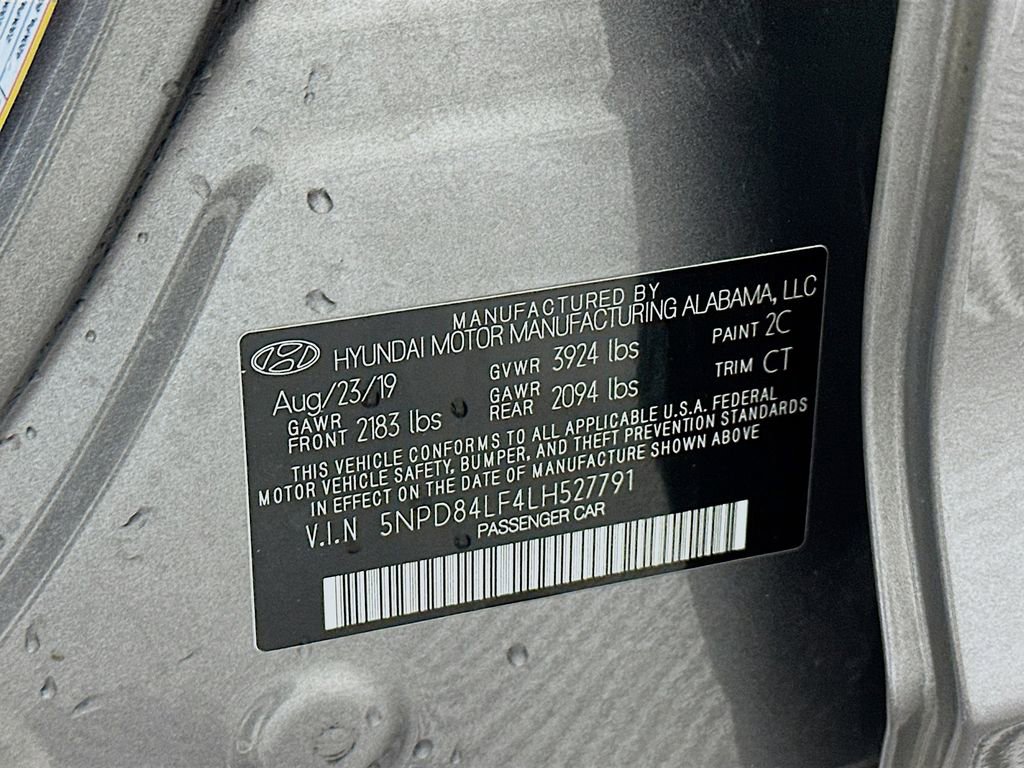 MANUFACTURED BY
HYUNDAI MOTOR MANUFACTURING ALABAMA, LLC
Aug/23/19 GVWR 3924 lbs PAINT 2C
GAWR FRONT 2183 lbs GAWR REAR 2094 lbs TRIM CT
THIS VEHICLE CONFORMS TO ALL APPLICABLE U.S.A. FEDERAL
MOTOR VEHICLE SAFETY, BUMPER, AND THEFT PREVENTION STANDARDS
IN EFFECT ON THE DATE OF MANUFACTURE SHOWN ABOVE
V.I.N 5NPD84LF4LH527791
PASSENGER CAR